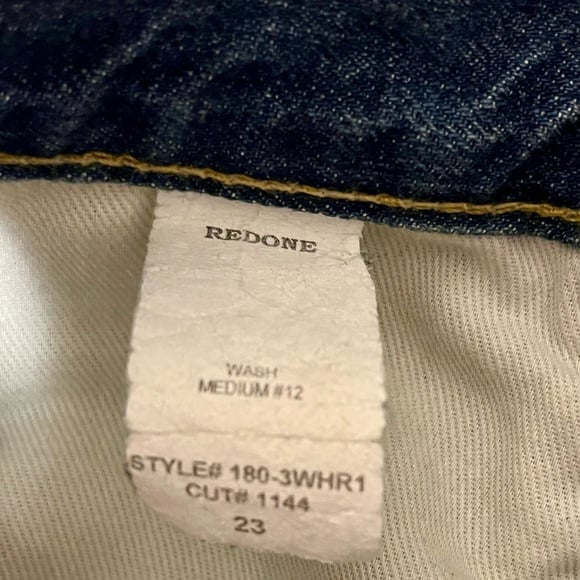 REDONE
WASH
MEDIUM #12
STYLE# 180-3WHR1
CUT# 1144
23